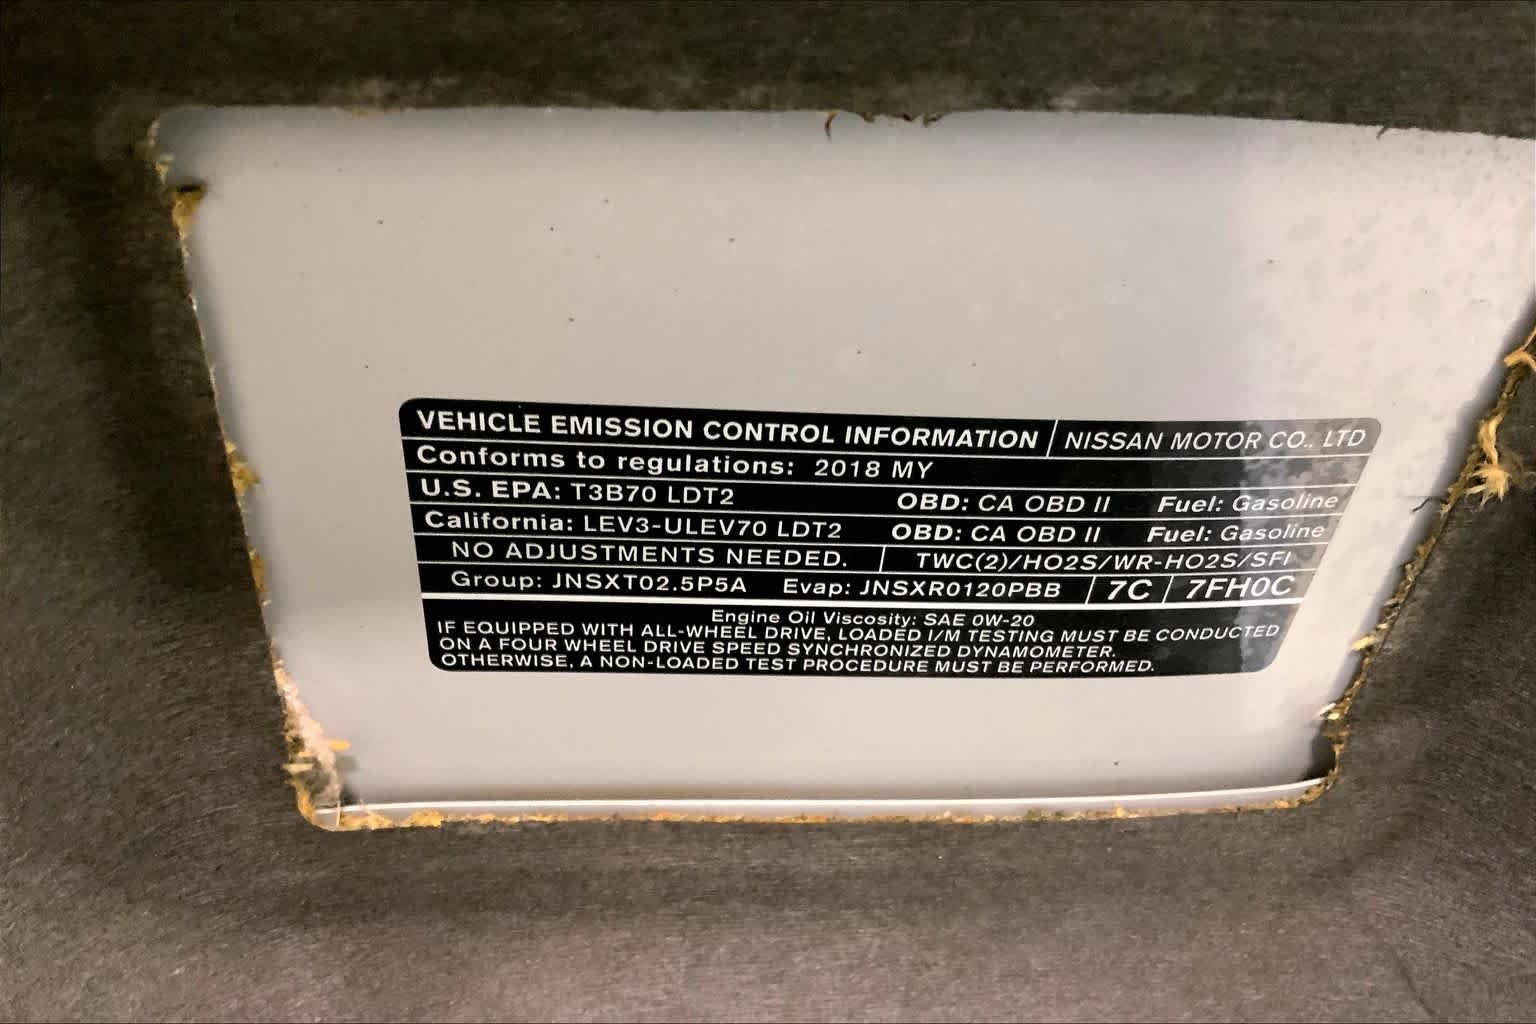 VEHICLE EMISSION CONTROL INFORMATION NISSAN MOTOR CO., LTD
Conforms to regulations: 2018 MY
U.S. EPA: T3B70 LDT2 OBD: CA OBD II Fuel: Gasoline
California: LEV3-ULEV70 LDT2 OBD: CA OBD II Fuel: Gasoline
NO ADJUSTMENTS NEEDED. TWC(2)/HO2S/WR-HO2S/SFI
Group: JNSXT02.5P5A Evap: JNSXR0120PBB 7C 7FH0C
Engine Oil Viscosity: SAE 0W-20
IF EQUIPPED WITH ALL-WHEEL DRIVE, LOADED I/M TESTING MUST BE CONDUCTED
ON A FOUR WHEEL DRIVE SPEED SYNCHRONIZED DYNAMOMETER.
OTHERWISE, A NON-LOADED TEST PROCEDURE MUST BE PERFORMED.